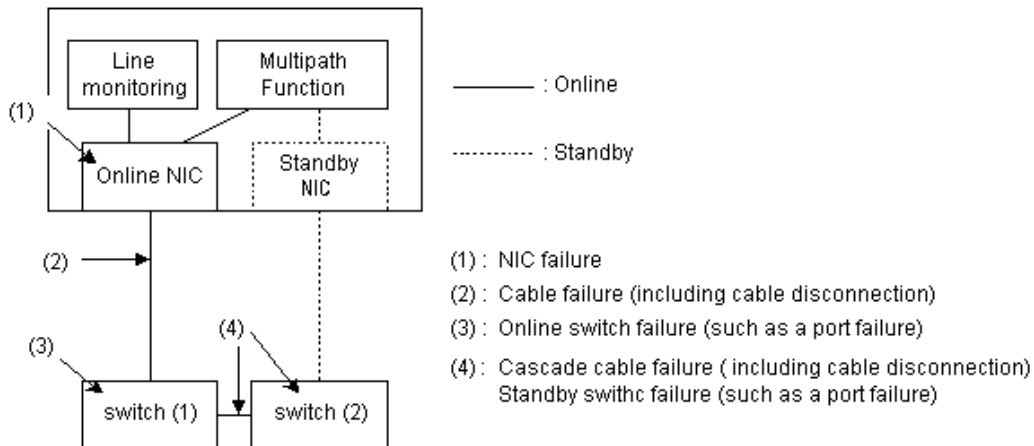 Line
monitoring
Multipath
Function
: Online
: Standby
(1)
Online NIC
Standby
NIC
(2)
(1) : NIC failure
(2) : Cable failure (including cable disconnection)
(3) : Online switch failure (such as a port failure)
(4) : Cascade cable failure ( including cable disconnection)
Standby swithc failure (such as a port failure)
(3)
(4)
switch (1)
switch (2)